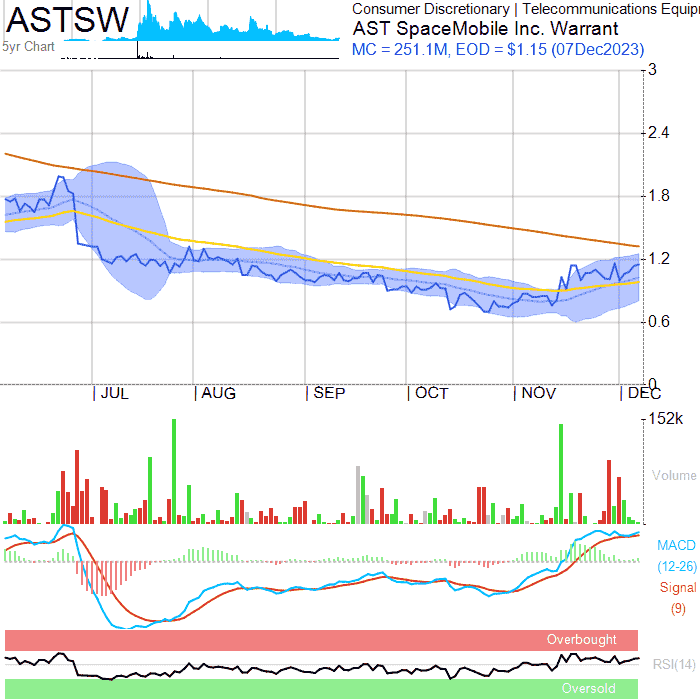 ASTSW
5yr Chart
Consumer Discretionary | Telecommunications Equip
AST SpaceMobile Inc. Warrant
MC = 251.1M, EOD = $1.15 (07Dec2023)
3
2.4
1.8
1.2
0.6
0
JUL
AUG
SEP
OCT
NOV
DEC
152k
Volume
MACD
(12-26)
Signal
(9)
Overbought
RSI(14)
Oversold